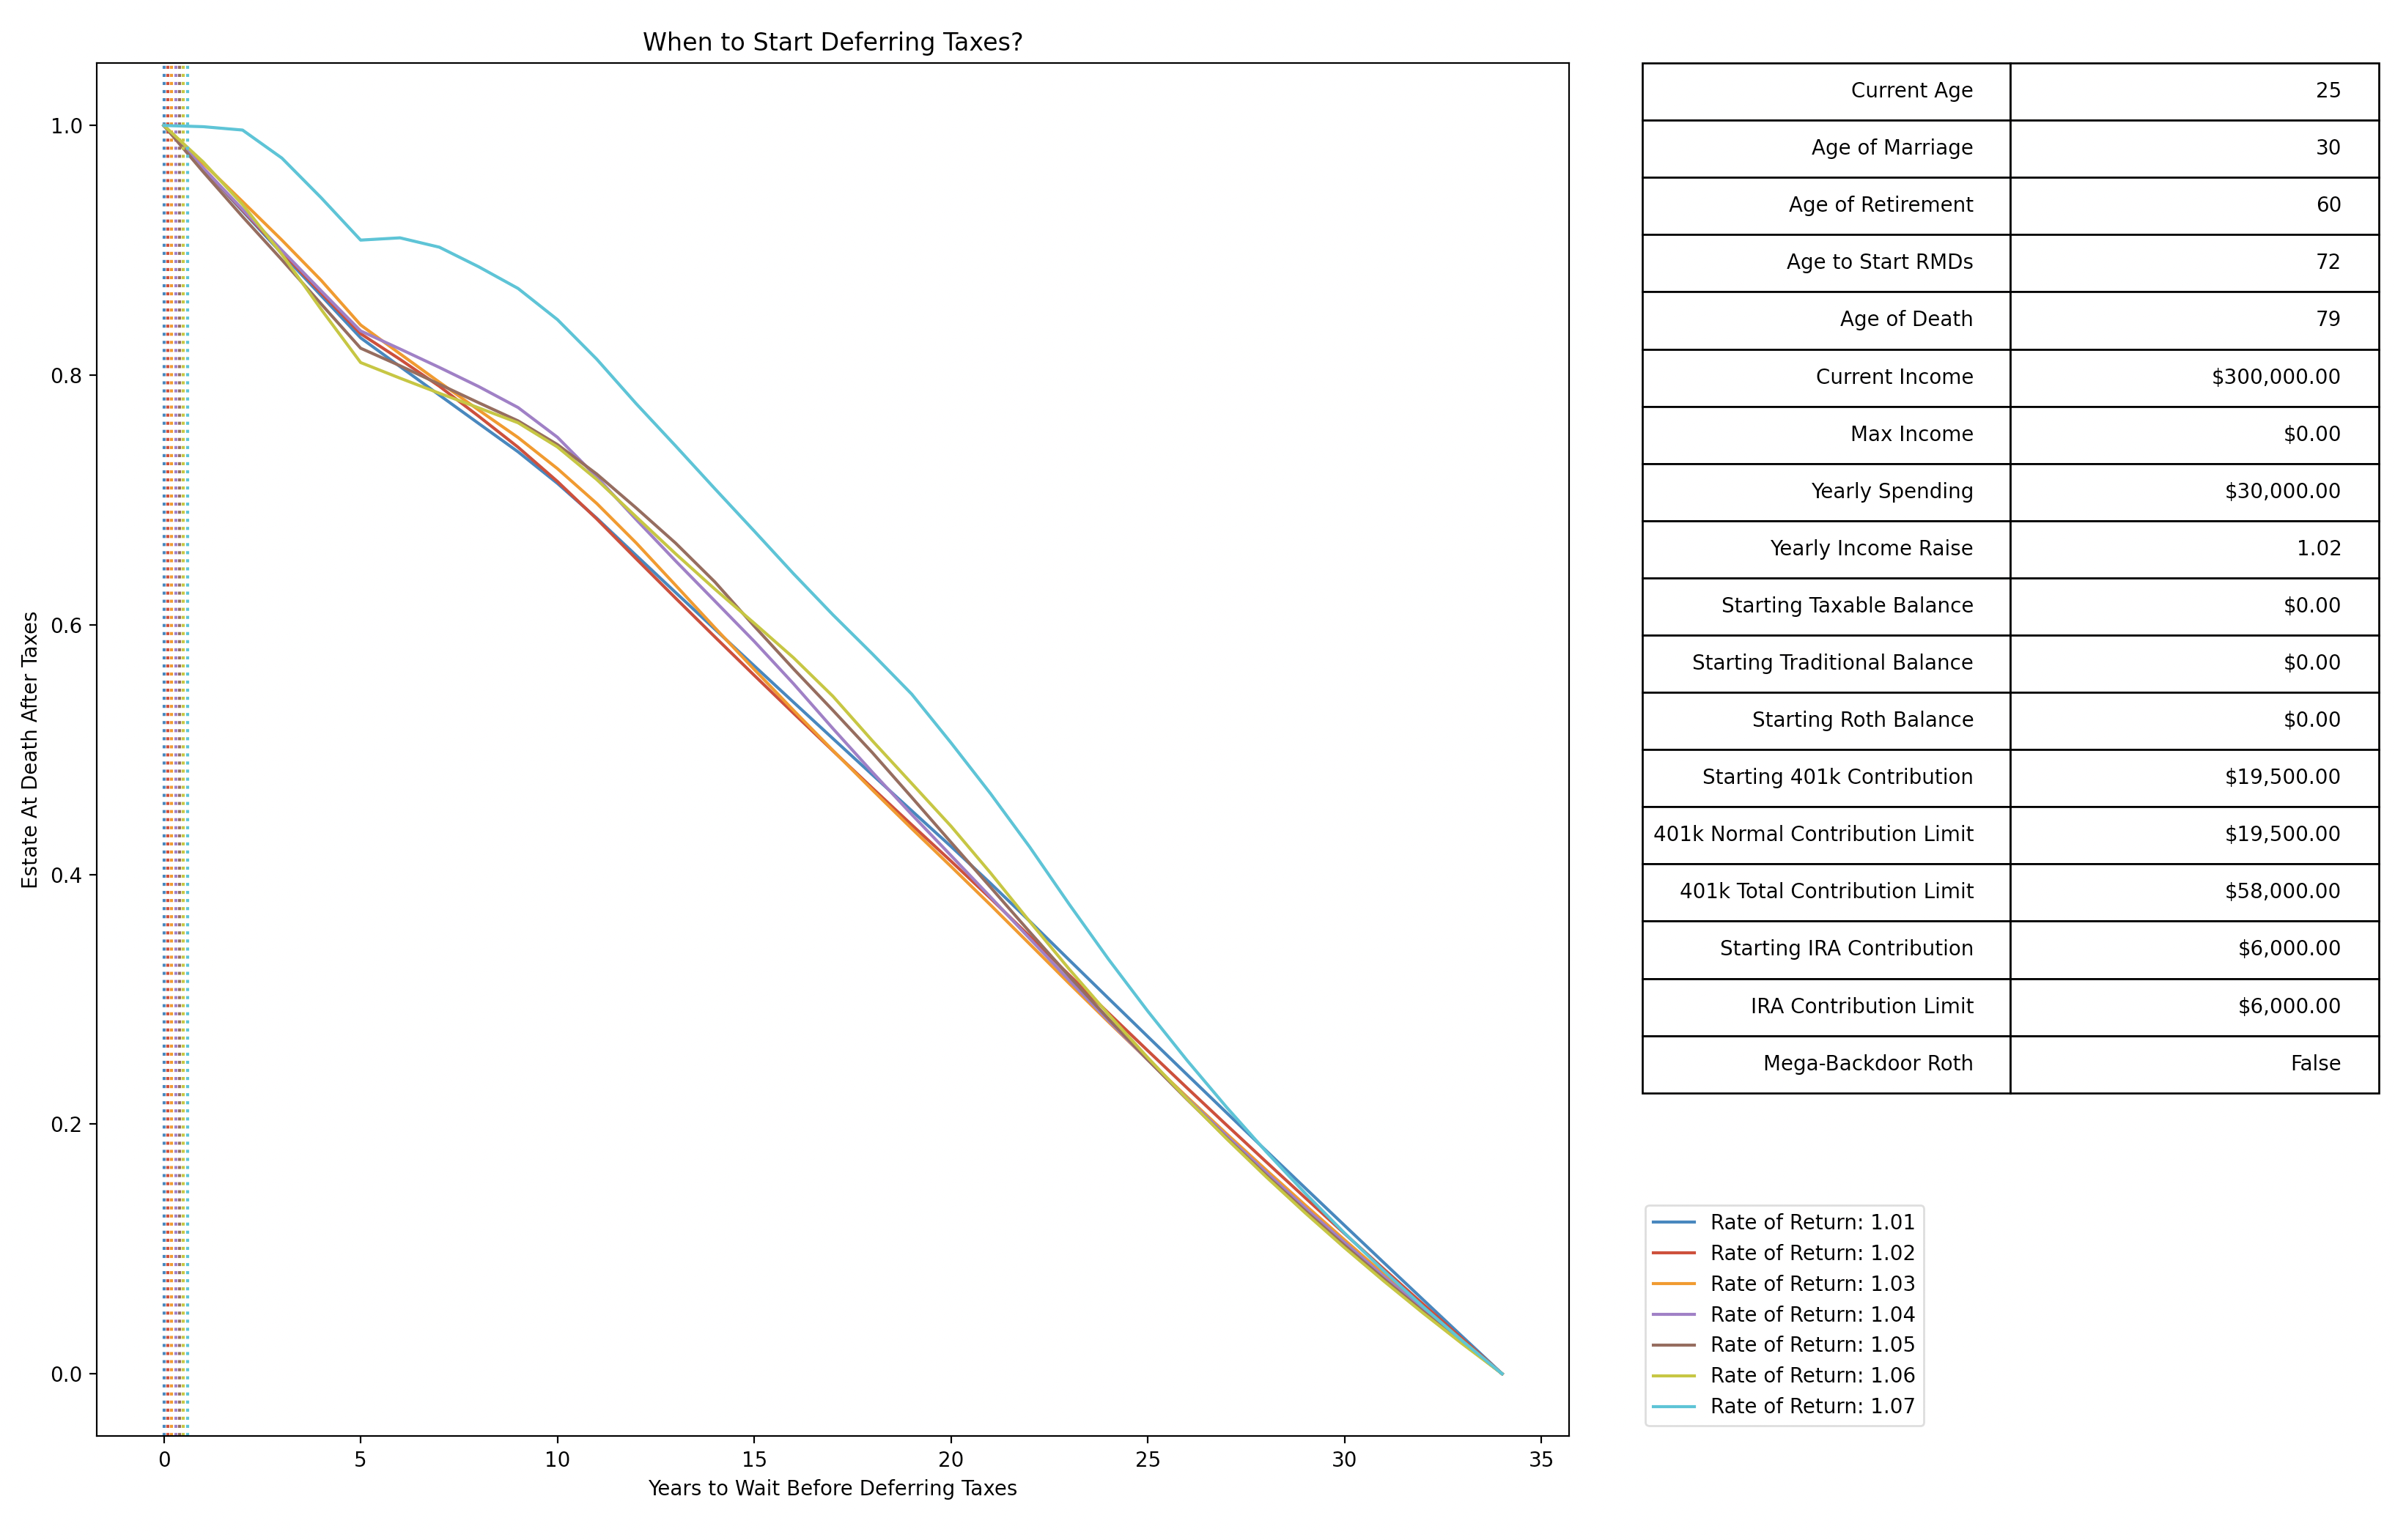 When to Start Deferring Taxes?
Estate At Death After Taxes
1.0
0.8
0.6
0.4
0.2
0.0
0 5 10 15 20 25 30 35
Years to Wait Before Deferring Taxes
Current Age 25
Age of Marriage 30
Age of Retirement 60
Age to Start RMDs 72
Age of Death 79
Current Income $300,000.00
Max Income $0.00
Yearly Spending $30,000.00
Yearly Income Raise 1.02
Starting Taxable Balance $0.00
Starting Traditional Balance $0.00
Starting Roth Balance $0.00
Starting 401k Contribution $19,500.00
401k Normal Contribution Limit $19,500.00
401k Total Contribution Limit $58,000.00
Starting IRA Contribution $6,000.00
IRA Contribution Limit $6,000.00
Mega-Backdoor Roth False
Rate of Return: 1.01
Rate of Return: 1.02
Rate of Return: 1.03
Rate of Return: 1.04
Rate of Return: 1.05
Rate of Return: 1.06
Rate of Return: 1.07